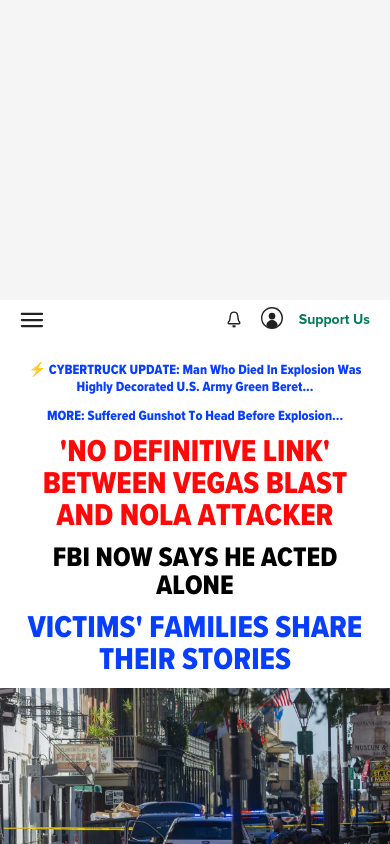 Support Us
⚡ CYBERTRUCK UPDATE: Man Who Died In Explosion Was
Highly Decorated U.S. Army Green Beret...
MORE: Suffered Gunshot To Head Before Explosion...
'NO DEFINITIVE LINK'
BETWEEN VEGAS BLAST
AND NOLA ATTACKER
FBI NOW SAYS HE ACTED
ALONE
VICTIMS' FAMILIES SHARE
THEIR STORIES